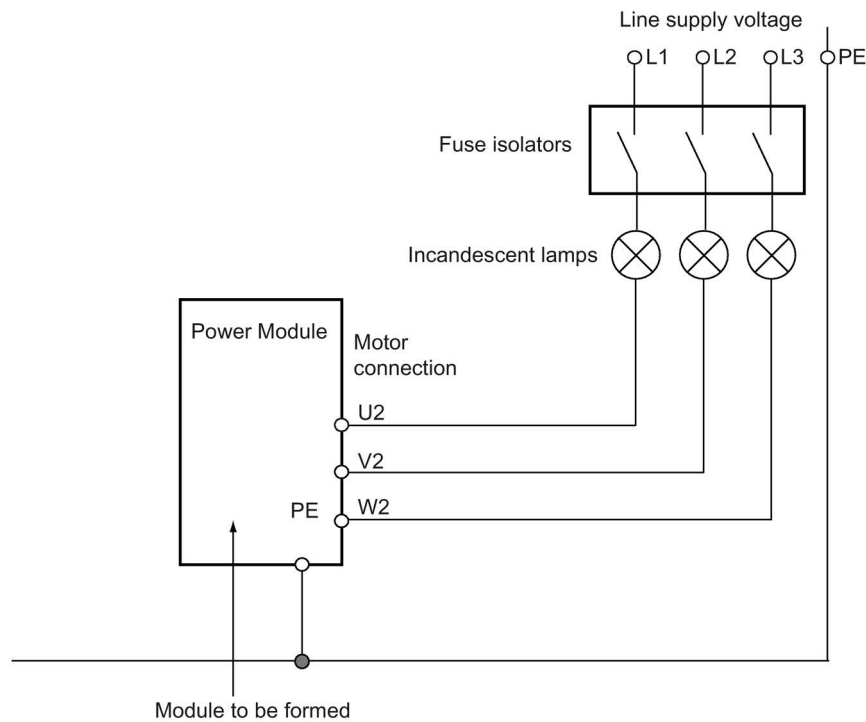 Line supply voltage
L1 L2 L3 PE
Fuse isolators
Incandescent lamps
Power Module
Motor
connection
U2
V2
PE W2
Module to be formed